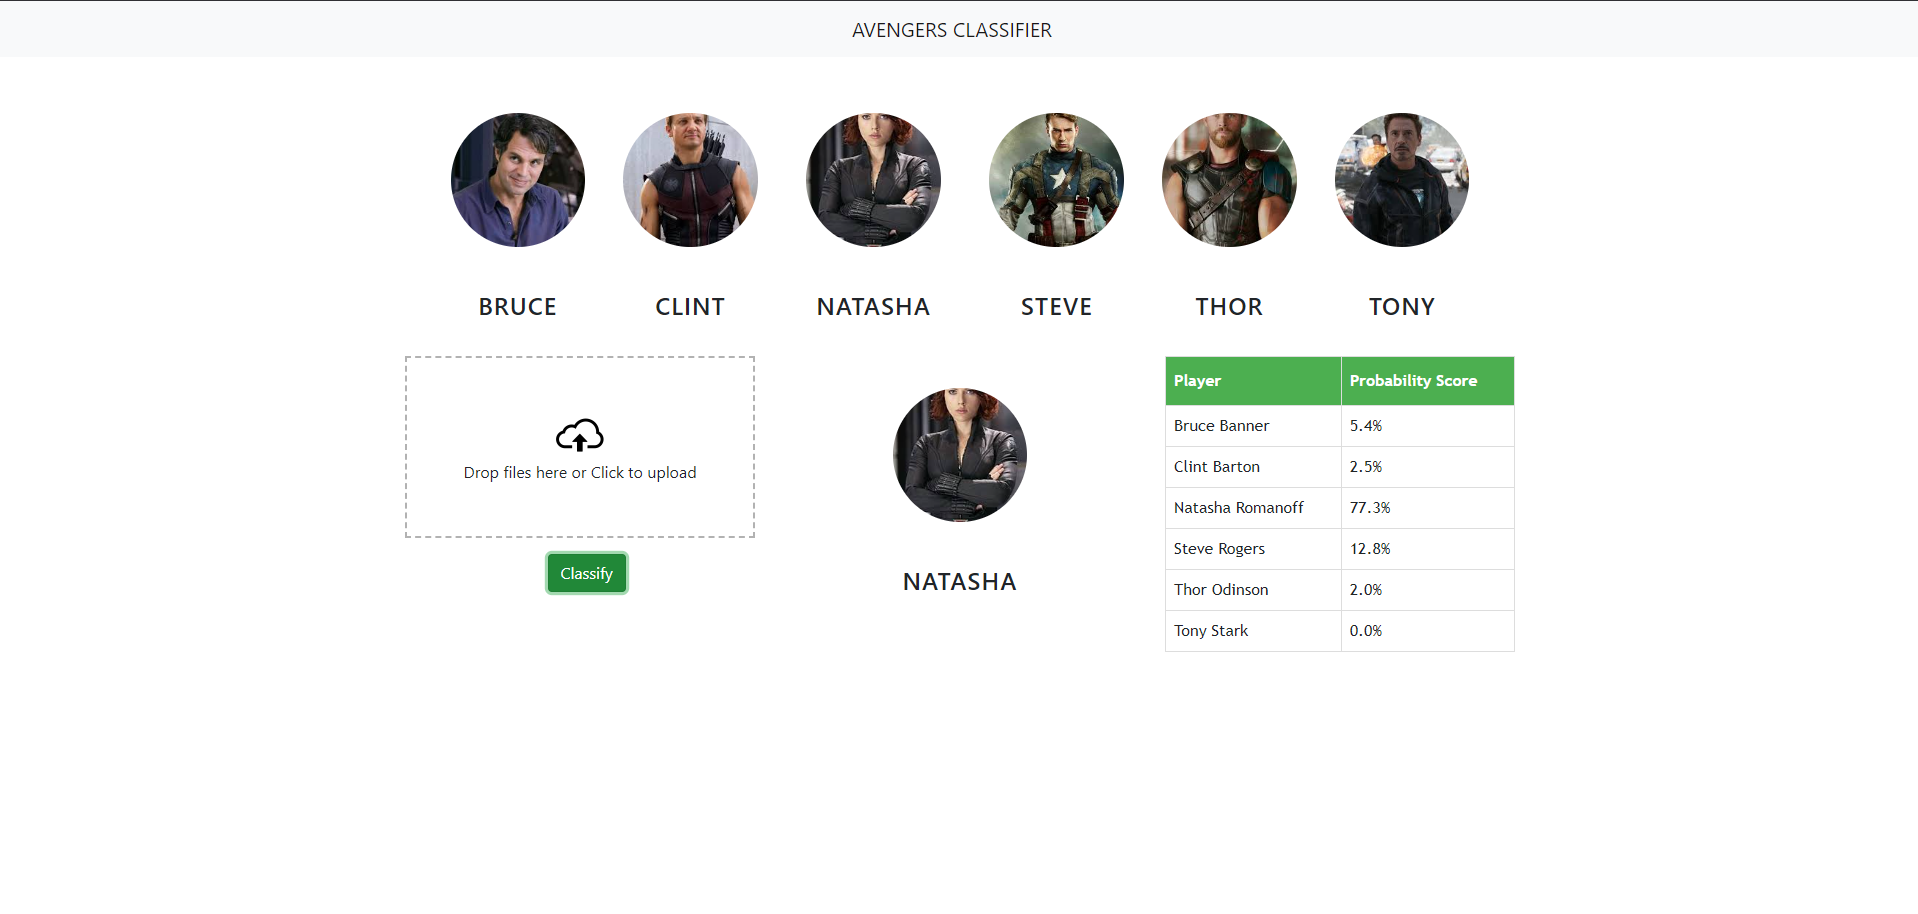 AVENGERS CLASSIFIER
BRUCE
CLINT
NATASHA
STEVE
THOR
TONY
Drop files here or Click to upload
Classify
NATASHA
Player Probability Score
Bruce Banner 5.4%
Clint Barton 2.5%
Natasha Romanoff 77.3%
Steve Rogers 12.8%
Thor Odinson 2.0%
Tony Stark 0.0%